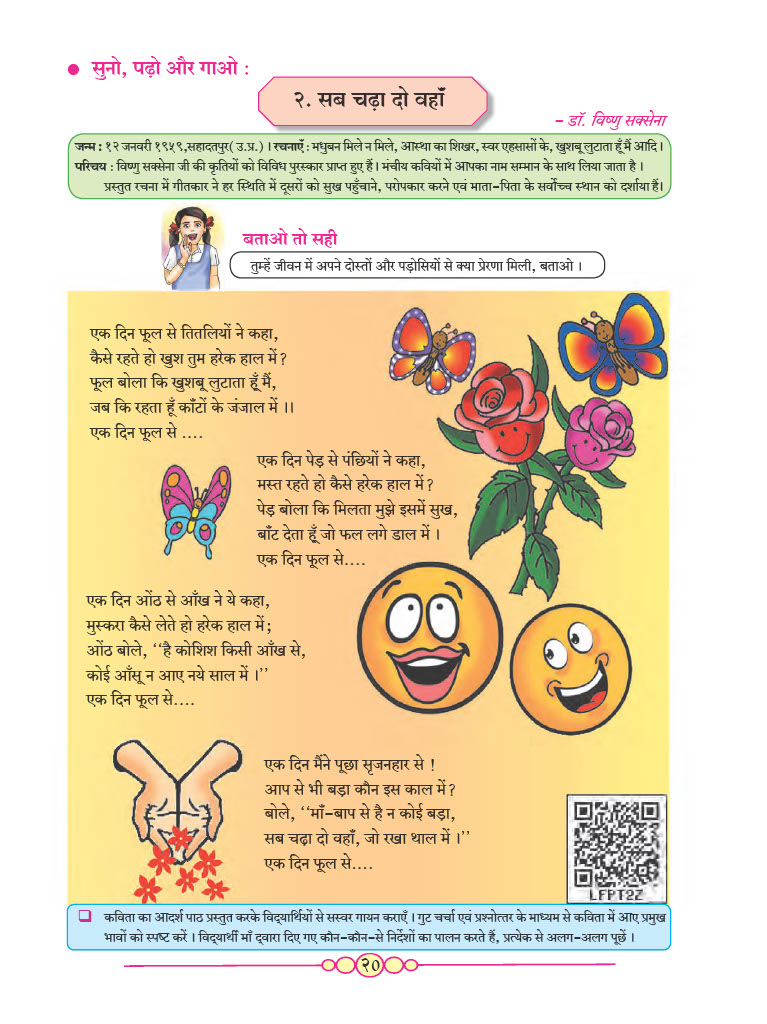 ● सुनो, पढ़ो और गाओ :
२. सब चढ़ा दो वहाँ
– डॉ. विष्णु सक्सेना
जन्म : १२ जनवरी १९५९,सहादतपुर( उ.प्र.) । रचनाएँ : मधुबन मिले न मिले, आस्था का शिखर, स्वर एहसासों के, खुशबू लुटाता हूँ मैं आदि ।
परिचय : विष्णु सक्सेना जी की कृतियों को विविध पुरस्कार प्राप्त हुए हैं । मंचीय कवियों में आपका नाम सम्मान के साथ लिया जाता है ।
प्रस्तुत रचना में गीतकार ने हर स्थिति में दूसरों को सुख पहुँचाने, परोपकार करने एवं माता-पिता के सर्वोच्च स्थान को दर्शाया हैं।
बताओ तो सही
तुम्हें जीवन में अपने दोस्तों और पड़ोसियों से क्या प्रेरणा मिली, बताओ ।
एक दिन फूल से तितलियों ने कहा,
कैसे रहते हो खुश तुम हरेक हाल में ?
फूल बोला कि खुशबू लुटाता हूँ मैं,
जब कि रहता हूँ काँटों के जंजाल में ।।
एक दिन फूल से ....
एक दिन पेड़ से पंछियों ने कहा,
मस्त रहते हो कैसे हरेक हाल में ?
पेड़ बोला कि मिलता मुझे इसमें सुख,
बाँट देता हूँ जो फल लगे डाल में ।
एक दिन फूल से....
एक दिन ओंठ से आँख ने ये कहा,
मुस्करा कैसे लेते हो हरेक हाल में ;
ओंठ बोले, ‘‘है कोशिश किसी आँख से,
कोई आँसू न आए नये साल में ।’’
एक दिन फूल से....
एक दिन मैंने पूछा सृजनहार से !
आप से भी बड़ा कौन इस काल में ?
बोले, ‘‘माँ-बाप से है न कोई बड़ा,
सब चढ़ा दो वहाँ, जो रखा थाल में ।’’
एक दिन फूल से....
LFPT2Z
❑ कविता का आदर्श पाठ प्रस्तुत करके विद्यार्थियों से सस्वर गायन कराएँ । गुट चर्चा एवं प्रश्नोत्तर के माध्यम से कविता में आए प्रमुख
भावों को स्पष्ट करें । विद्यार्थी माँ द्वारा दिए गए कौन-कौन-से निर्देशों का पालन करते हैं, प्रत्येक से अलग-अलग पूछें ।
२०